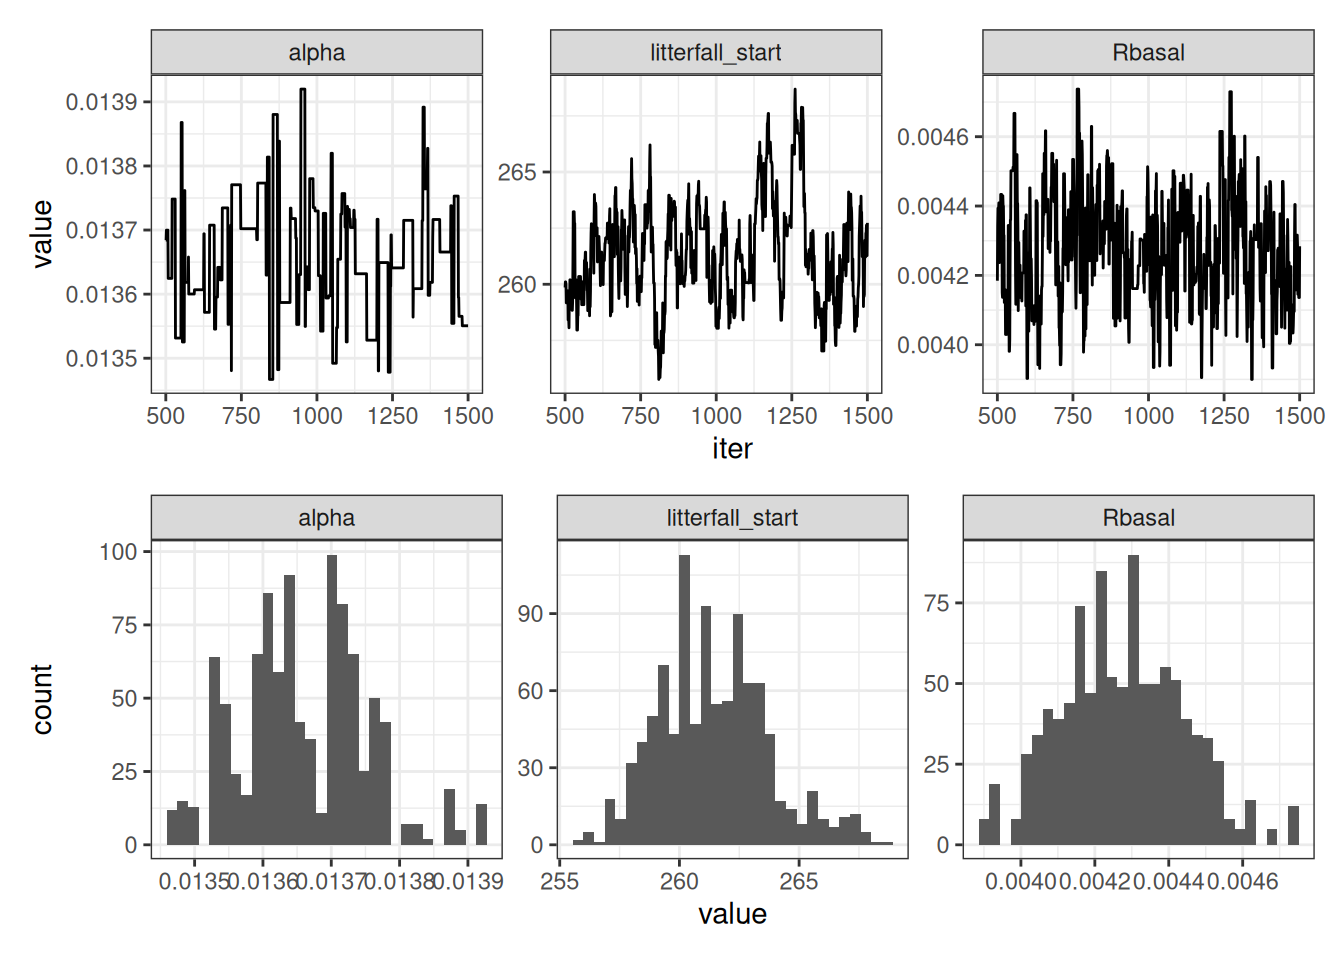 alpha
litterfall_start
Rbasal
value
0.0139
0.0138
0.0137
0.0136
0.0135
265
260
0.0046
0.0044
0.0042
0.0040
500 750 1000 1250 1500
500 750 1000 1250 1500
500 750 1000 1250 1500
iter
alpha
litterfall_start
Rbasal
count
100
75
50
25
0
90
60
30
0
75
50
25
0
0.0135 0.0136 0.0137 0.0138 0.0139
255 260 265
0.0040 0.0042 0.0044 0.0046
value